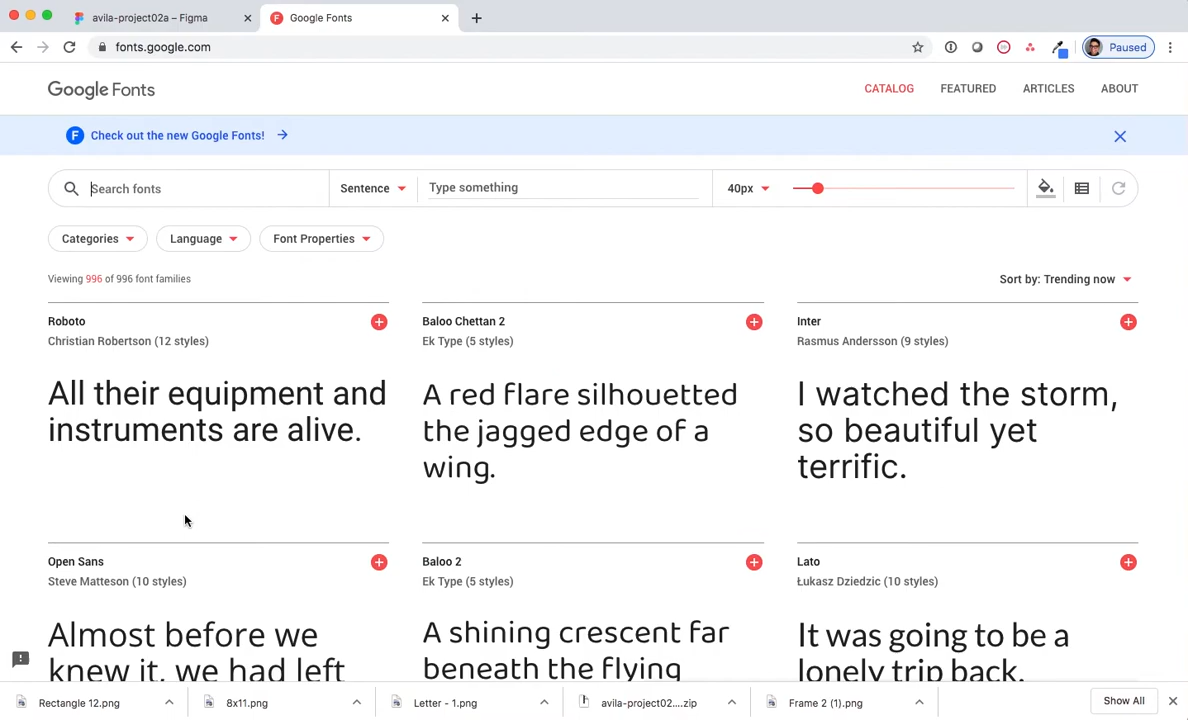 avila-project02a – Figma
Google Fonts
fonts.google.com
Paused
Google Fonts
CATALOG
FEATURED
ARTICLES
ABOUT
F Check out the new Google Fonts!
Search fonts
Sentence
Type something
40px
Categories
Language
Font Properties
Viewing 996 of 996 font families
Sort by: Trending now
Roboto
Christian Robertson (12 styles)
All their equipment and
instruments are alive.
Baloo Chettan 2
Ek Type (5 styles)
A red flare silhouetted
the jagged edge of a
wing.
Inter
Rasmus Andersson (9 styles)
I watched the storm,
so beautiful yet
terrific.
Open Sans
Steve Matteson (10 styles)
Almost before we
knew it, we had left
Baloo 2
Ek Type (5 styles)
A shining crescent far
beneath the flying
Lato
Łukasz Dziedzic (10 styles)
It was going to be a
lonely trip back.
Rectangle 12.png
8x11.png
Letter - 1.png
avila-project02....zip
Frame 2 (1).png
Show All